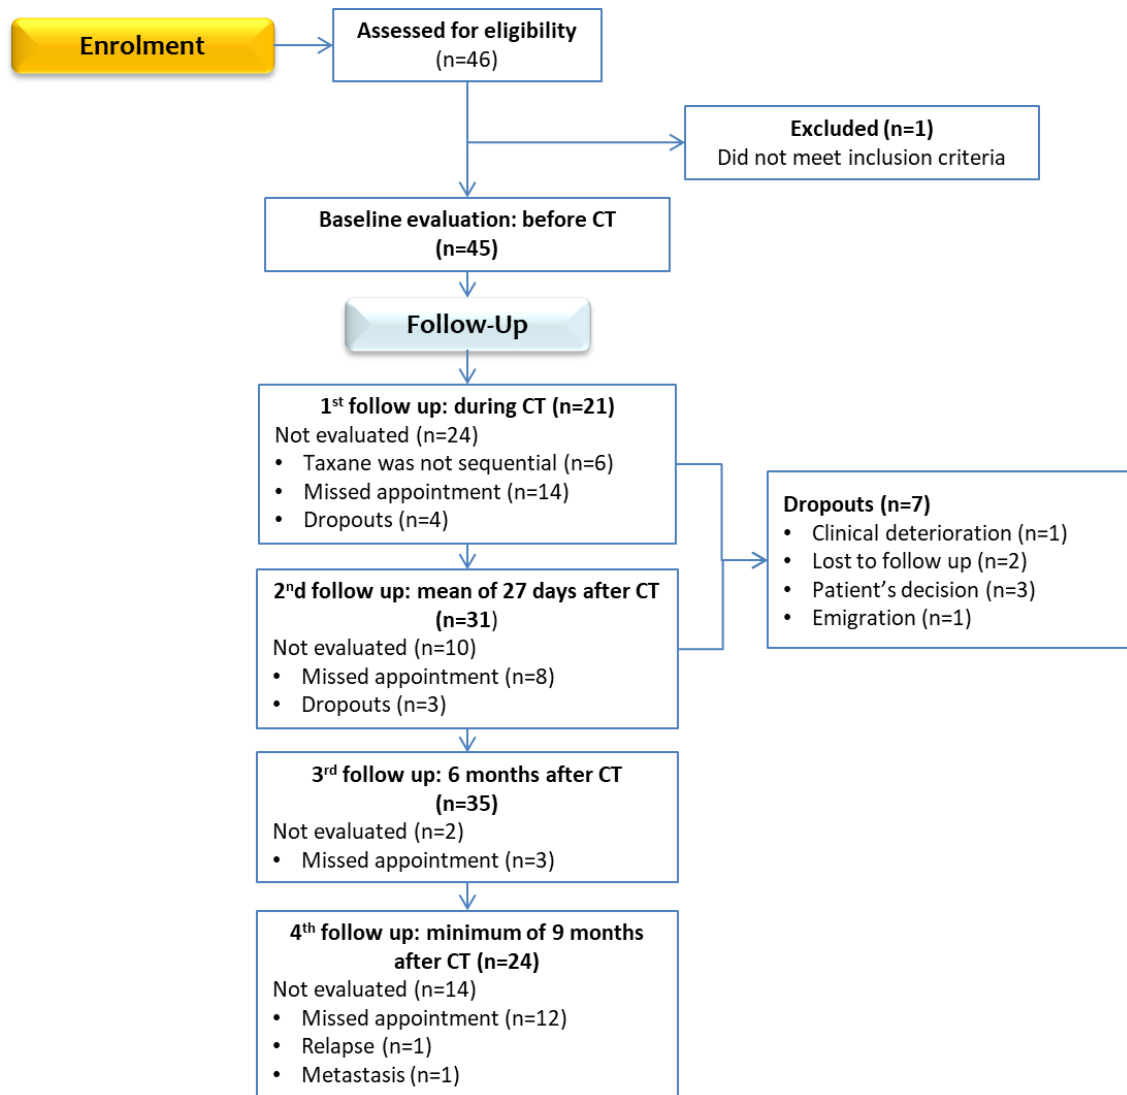 Enrolment
Assessed for eligibility
(n=46)
Excluded (n=1)
Did not meet inclusion criteria
Baseline evaluation: before CT
(n=45)
Follow-Up
1st follow up: during CT (n=21)
Not evaluated (n=24)
• Taxane was not sequential (n=6)
• Missed appointment (n=14)
• Dropouts (n=4)
Dropouts (n=7)
• Clinical deterioration (n=1)
• Lost to follow up (n=2)
• Patient's decision (n=3)
• Emigration (n=1)
2nd follow up: mean of 27 days after CT
(n=31)
Not evaluated (n=10)
• Missed appointment (n=8)
• Dropouts (n=3)
3rd follow up: 6 months after CT
(n=35)
Not evaluated (n=2)
• Missed appointment (n=3)
4th follow up: minimum of 9 months
after CT (n=24)
Not evaluated (n=14)
• Missed appointment (n=12)
• Relapse (n=1)
• Metastasis (n=1)